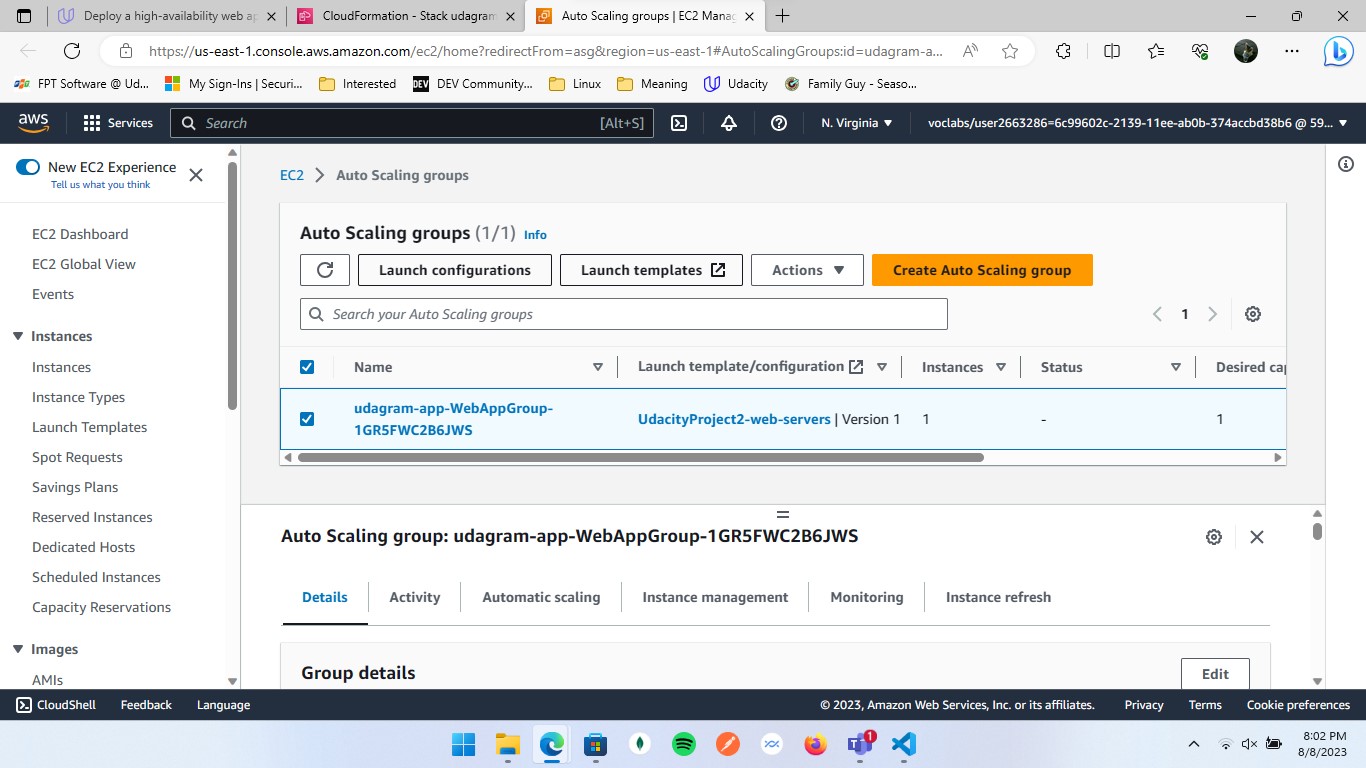 Deploy a high-availability web ap
CloudFormation - Stack udagram
Auto Scaling groups | EC2 Manag
https://us-east-1.console.aws.amazon.com/ec2/home?redirectFrom=asg&region=us-east-1#AutoScalingGroups:id=udagram-a...
FPT Software @ Ud...
My Sign-Ins | Securi...
Interested
DEV Community...
Linux
Meaning
Udacity
Family Guy - Seaso...
aws
Services
Search
[Alt+S]
N. Virginia
voclabs/user2663286=6c99602c-2139-11ee-ab0b-374accbd38b6 @ 59...
New EC2 Experience
Tell us what you think
EC2 Dashboard
EC2 Global View
Events
Instances
Instances
Instance Types
Launch Templates
Spot Requests
Savings Plans
Reserved Instances
Dedicated Hosts
Scheduled Instances
Capacity Reservations
Images
AMIs
EC2
Auto Scaling groups
Auto Scaling groups (1/1) Info
Launch configurations
Launch templates
Actions
Create Auto Scaling group
Search your Auto Scaling groups
1
Name
Launch template/configuration
Instances
Status
Desired cap
udagram-app-WebAppGroup-
1GR5FWC2B6JWS
UdacityProject2-web-servers | Version 1
1
-
1
Auto Scaling group: udagram-app-WebAppGroup-1GR5FWC2B6JWS
Details
Activity
Automatic scaling
Instance management
Monitoring
Instance refresh
Group details
Edit
CloudShell
Feedback
Language
© 2023, Amazon Web Services, Inc. or its affiliates.
Privacy
Terms
Cookie preferences
1
8:02 PM
8/8/2023